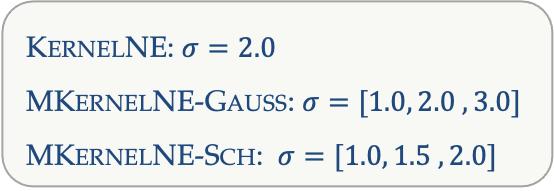 KERNELNE: σ = 2.0
MKERNELNE-GAUSS: σ = [1.0, 2.0 , 3.0]
MKERNELNE-SCH: σ = [1.0, 1.5 , 2.0]